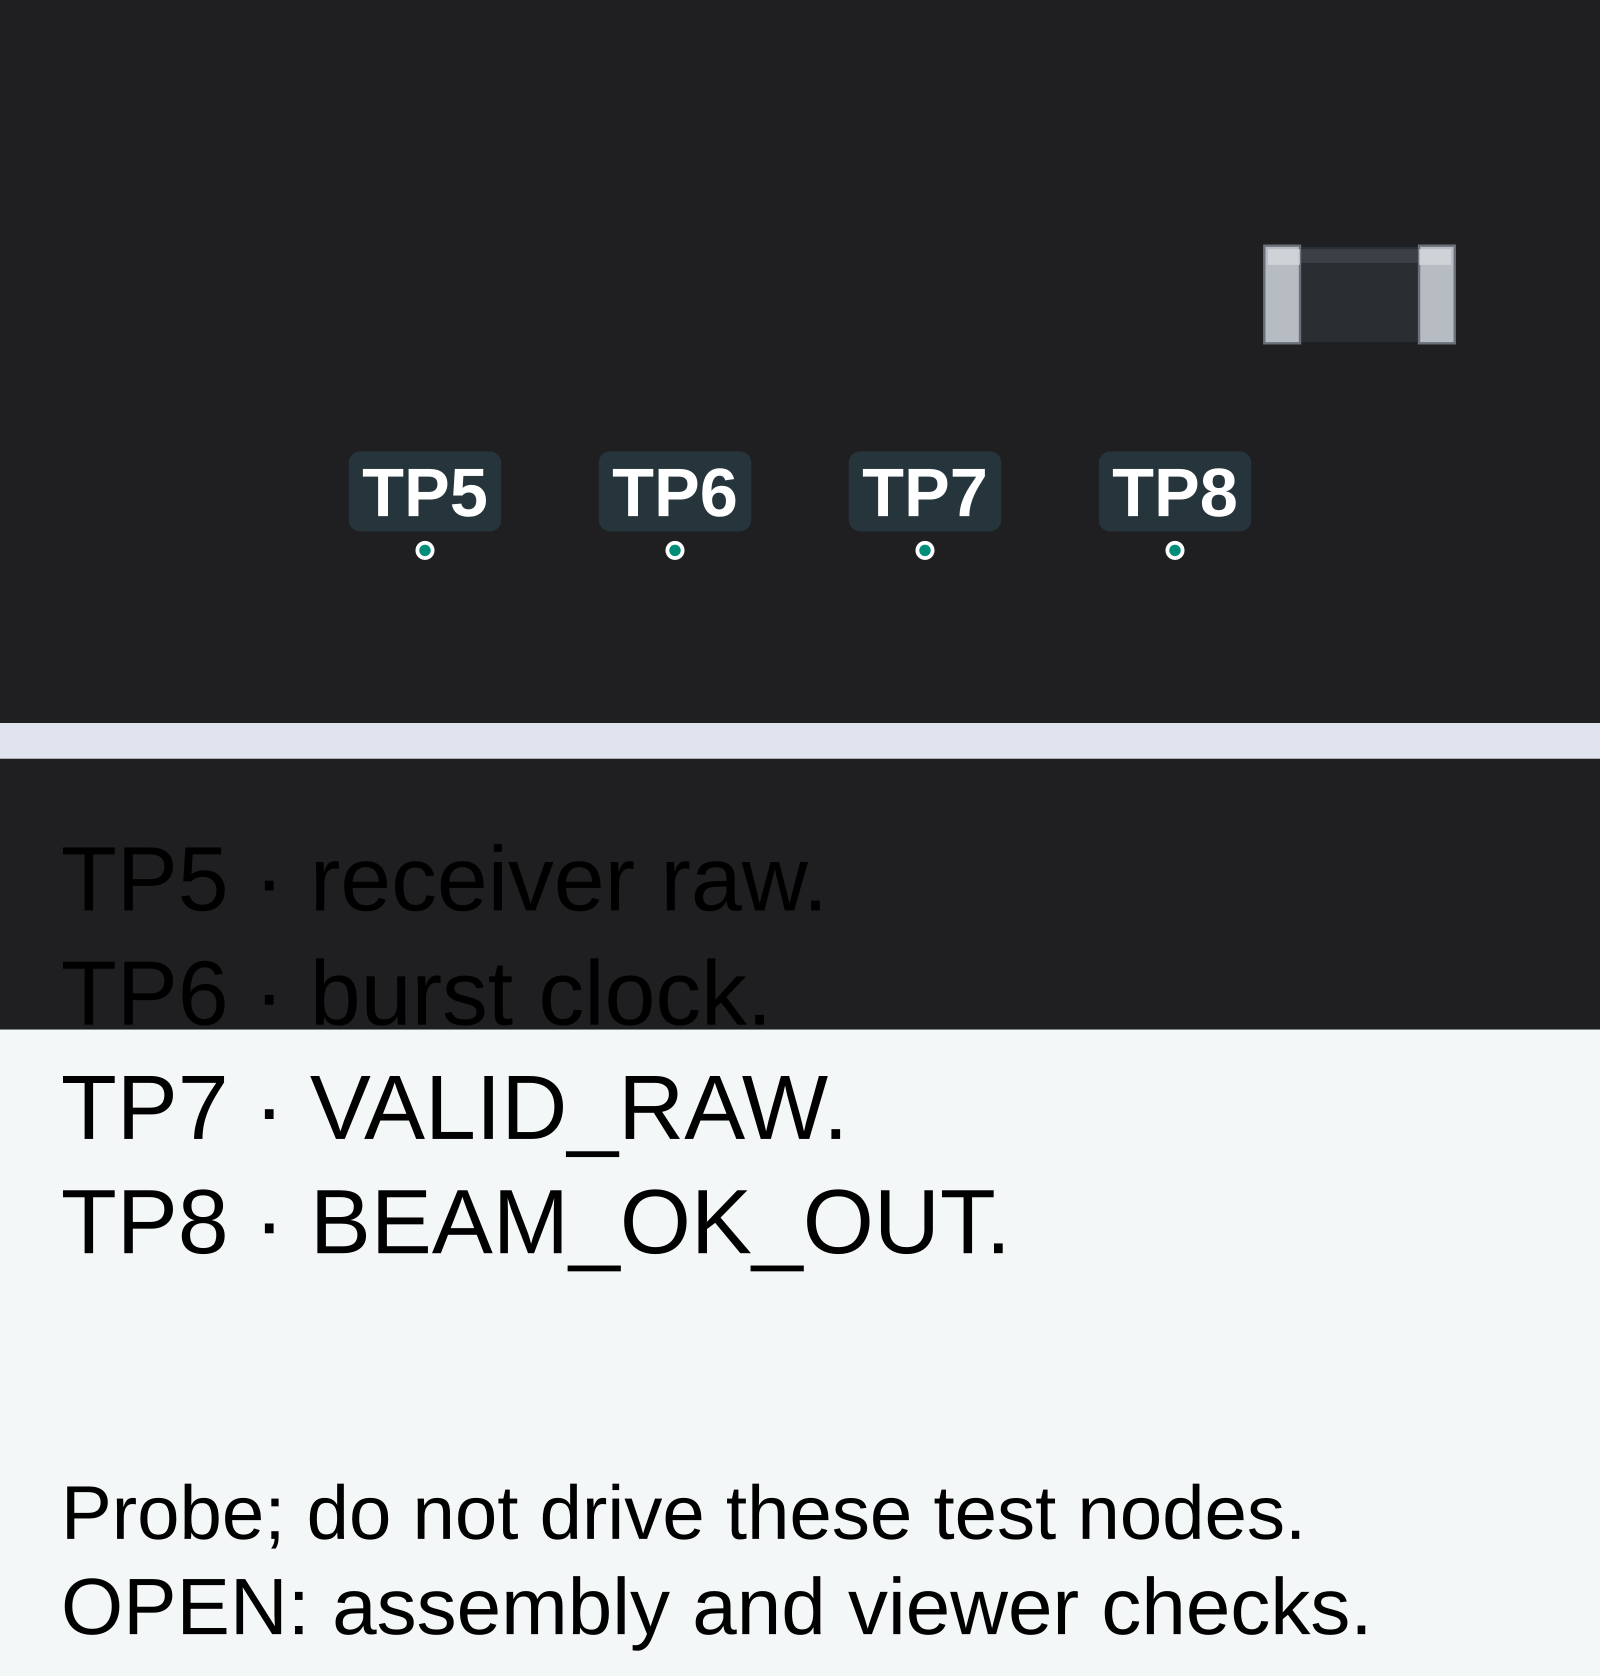 TP5 TP6 TP7 TP8
TP5 · receiver raw.
TP6 · burst clock.
TP7 · VALID_RAW.
TP8 · BEAM_OK_OUT.
Probe; do not drive these test nodes.
OPEN: assembly and viewer checks.